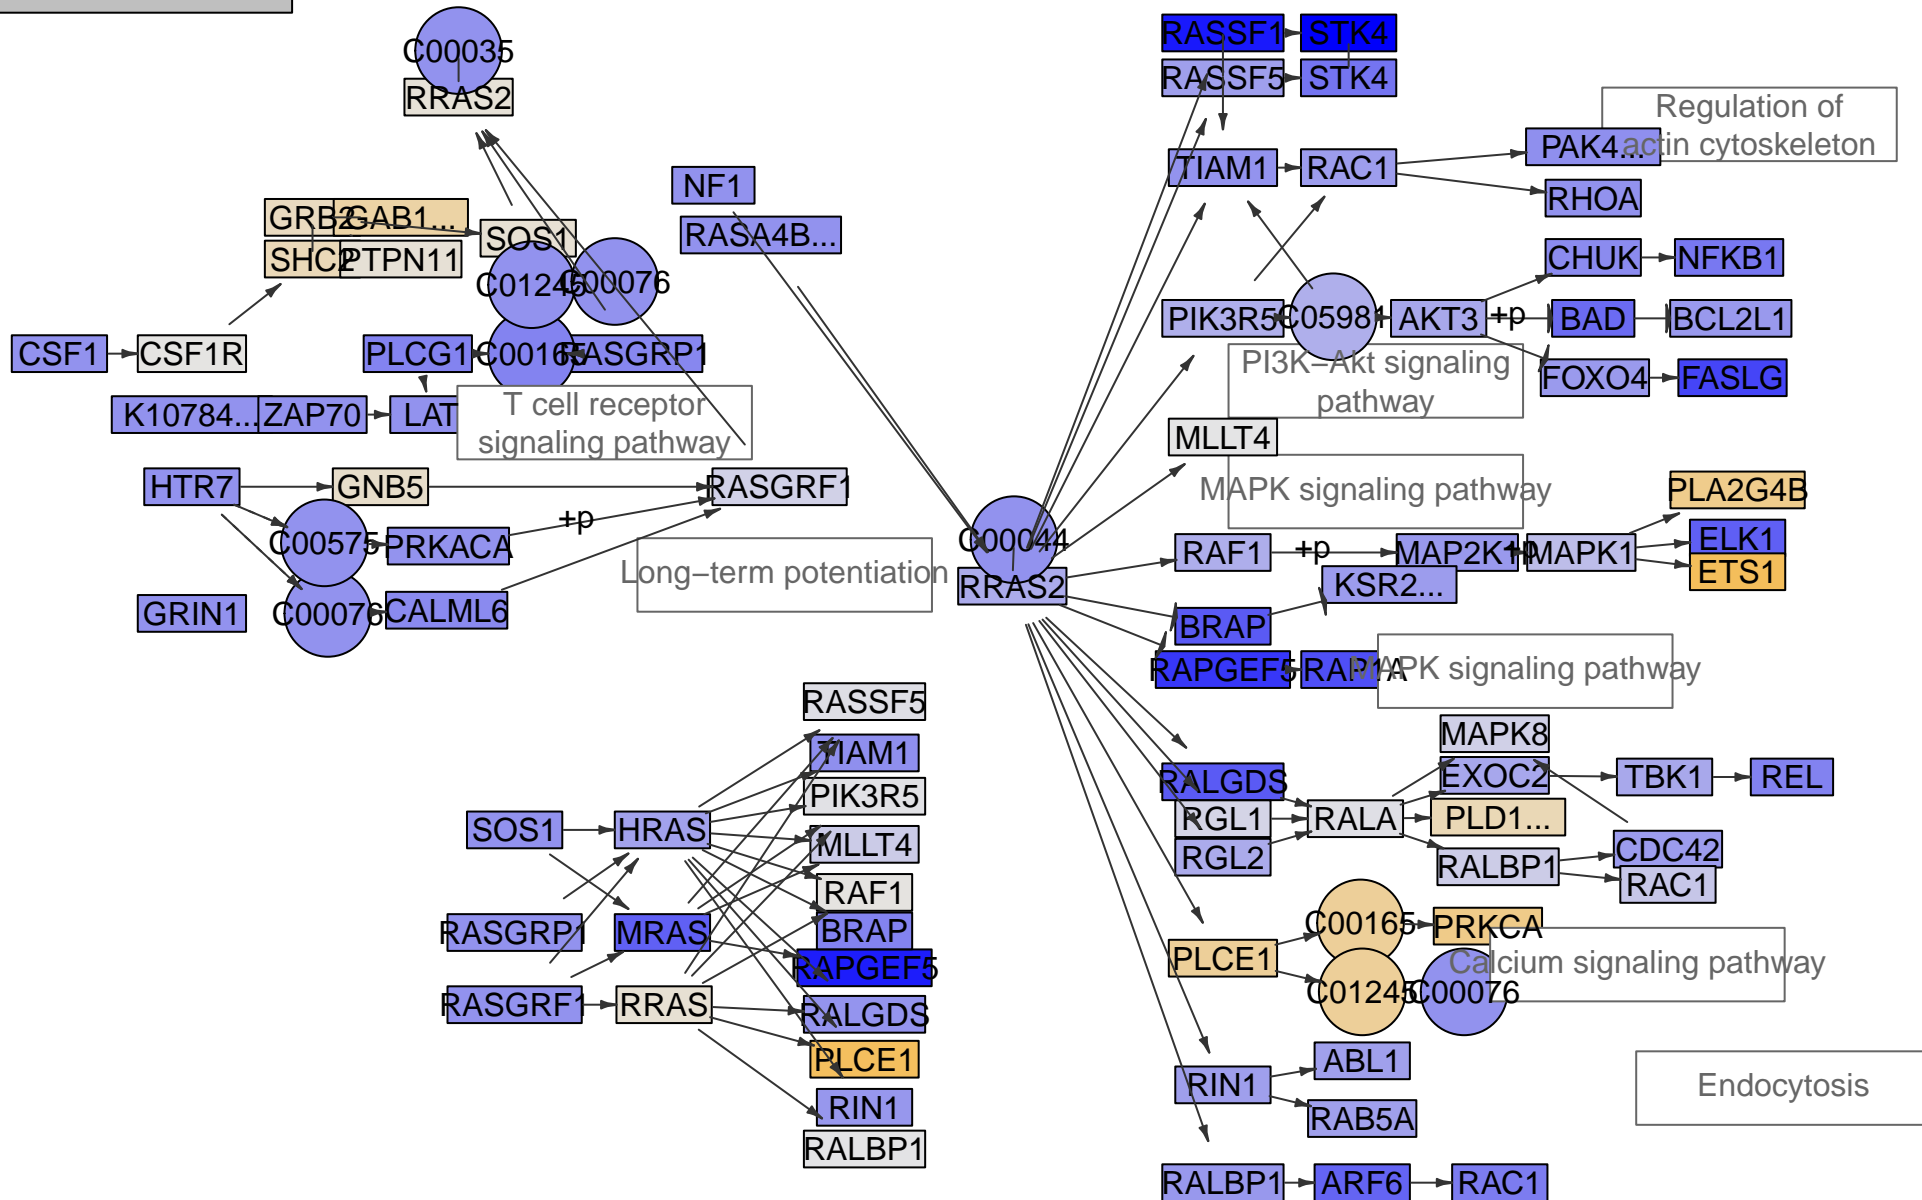 C00035
RRAS2
NF1
RASA4B...
GRB2
GAB1...
SOS1
SHC2
PTPN11
C01245
C00076
CSF1
CSF1R
PLCG1
C00165
RASGRP1
K10784...
ZAP70
LAT
T cell receptor
signaling pathway
HTR7
GNB5
RASGRF1
+p
C00575
PRKACA
Long−term potentiation
GRIN1
C00076
CALML6
C00044
RRAS2
RASSF1
STK4
RASSF5
STK4
Regulation of
actin cytoskeleton
PAK4...
TIAM1
RAC1
RHOA
CHUK
NFKB1
PIK3R5
C05981
AKT3
+p
BAD
BCL2L1
PI3K−Akt signaling
pathway
FOXO4
FASLG
MLLT4
MAPK signaling pathway
PLA2G4B
RAF1
+p
MAP2K1
+p
MAPK1
ELK1
ETS1
KSR2...
BRAP
RAPGEF5
RAP1A
MAPK signaling pathway
MAPK8
RALGDS
EXOC2
TBK1
REL
RGL1
RALA
PLD1...
RGL2
RALBP1
CDC42
RAC1
C00165
PRKCA
PLCE1
Calcium signaling pathway
C01245
C00076
RIN1
ABL1
RAB5A
Endocytosis
RALBP1
ARF6
RAC1
RASSF5
TIAM1
PIK3R5
SOS1
HRAS
MLLT4
RAF1
RASGRP1
MRAS
BRAP
RAPGEF5
RASGRF1
RRAS
RALGDS
PLCE1
RIN1
RALBP1